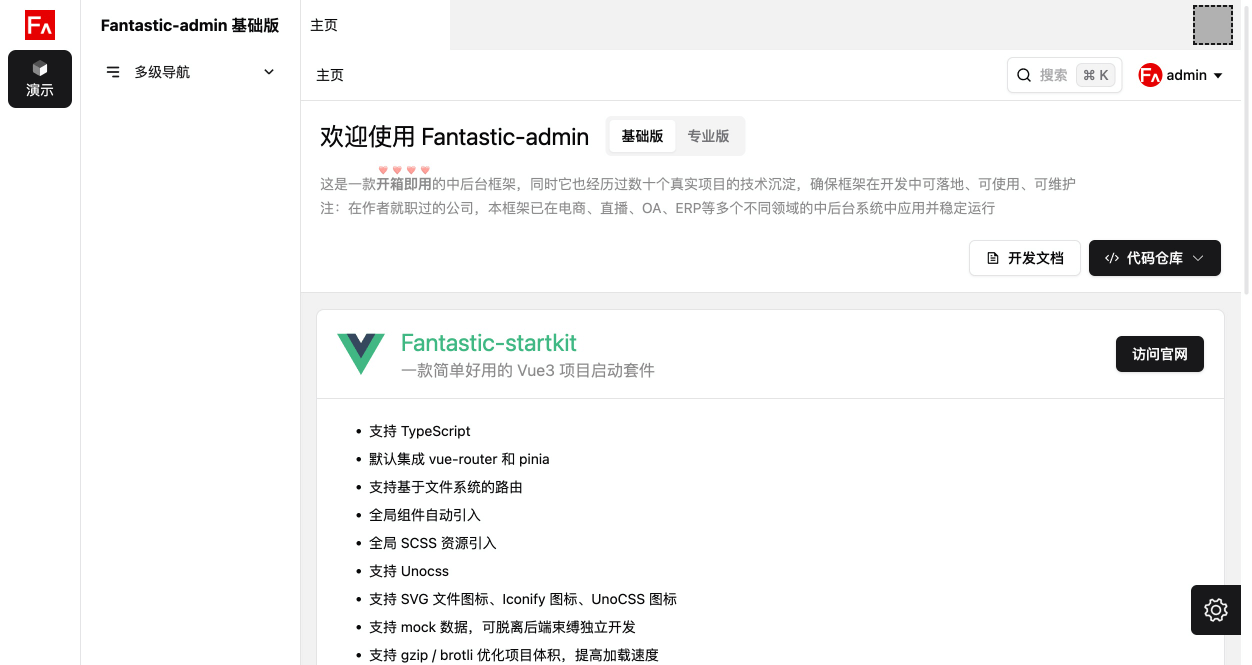 演示
Fantastic-admin 基础版
多级导航
主页
主页
搜索 ⌘ K
admin
欢迎使用 Fantastic-admin
基础版 专业版
这是一款开箱即用的中后台框架，同时它也经历过数十个真实项目的技术沉淀，确保框架在开发中可落地、可使用、可维护
注：在作者就职过的公司，本框架已在电商、直播、OA、ERP等多个不同领域的中后台系统中应用并稳定运行
开发文档
代码仓库
Fantastic-startkit
一款简单好用的 Vue3 项目启动套件
访问官网
• 支持 TypeScript
• 默认集成 vue-router 和 pinia
• 支持基于文件系统的路由
• 全局组件自动引入
• 全局 SCSS 资源引入
• 支持 Unocss
• 支持 SVG 文件图标、Iconify 图标、UnoCSS 图标
• 支持 mock 数据，可脱离后端束缚独立开发
• 支持 gzip / brotli 优化项目体积，提高加载速度